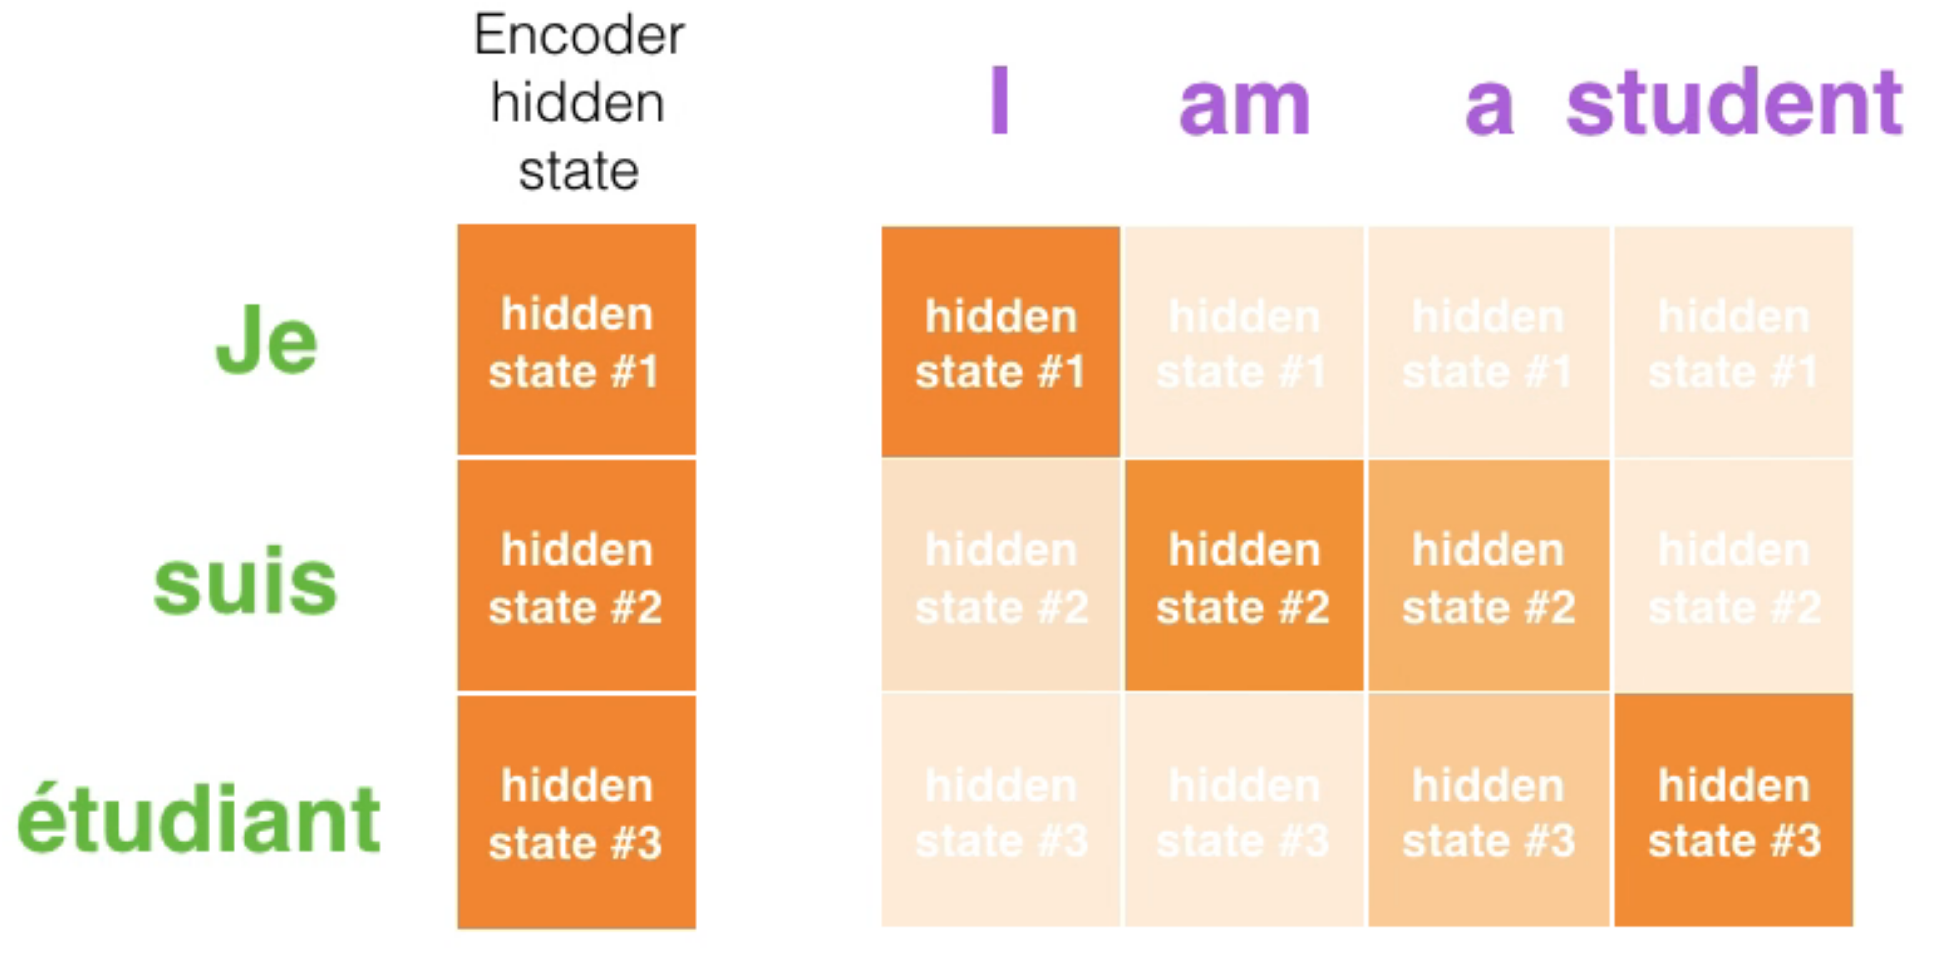 Encoder
hidden
state
I am a student
Je
hidden
state #1
hidden
state #1
hidden
state #1
hidden
state #1
hidden
state #1
suis
hidden
state #2
hidden
state #2
hidden
state #2
hidden
state #2
hidden
state #2
étudiant
hidden
state #3
hidden
state #3
hidden
state #3
hidden
state #3
hidden
state #3